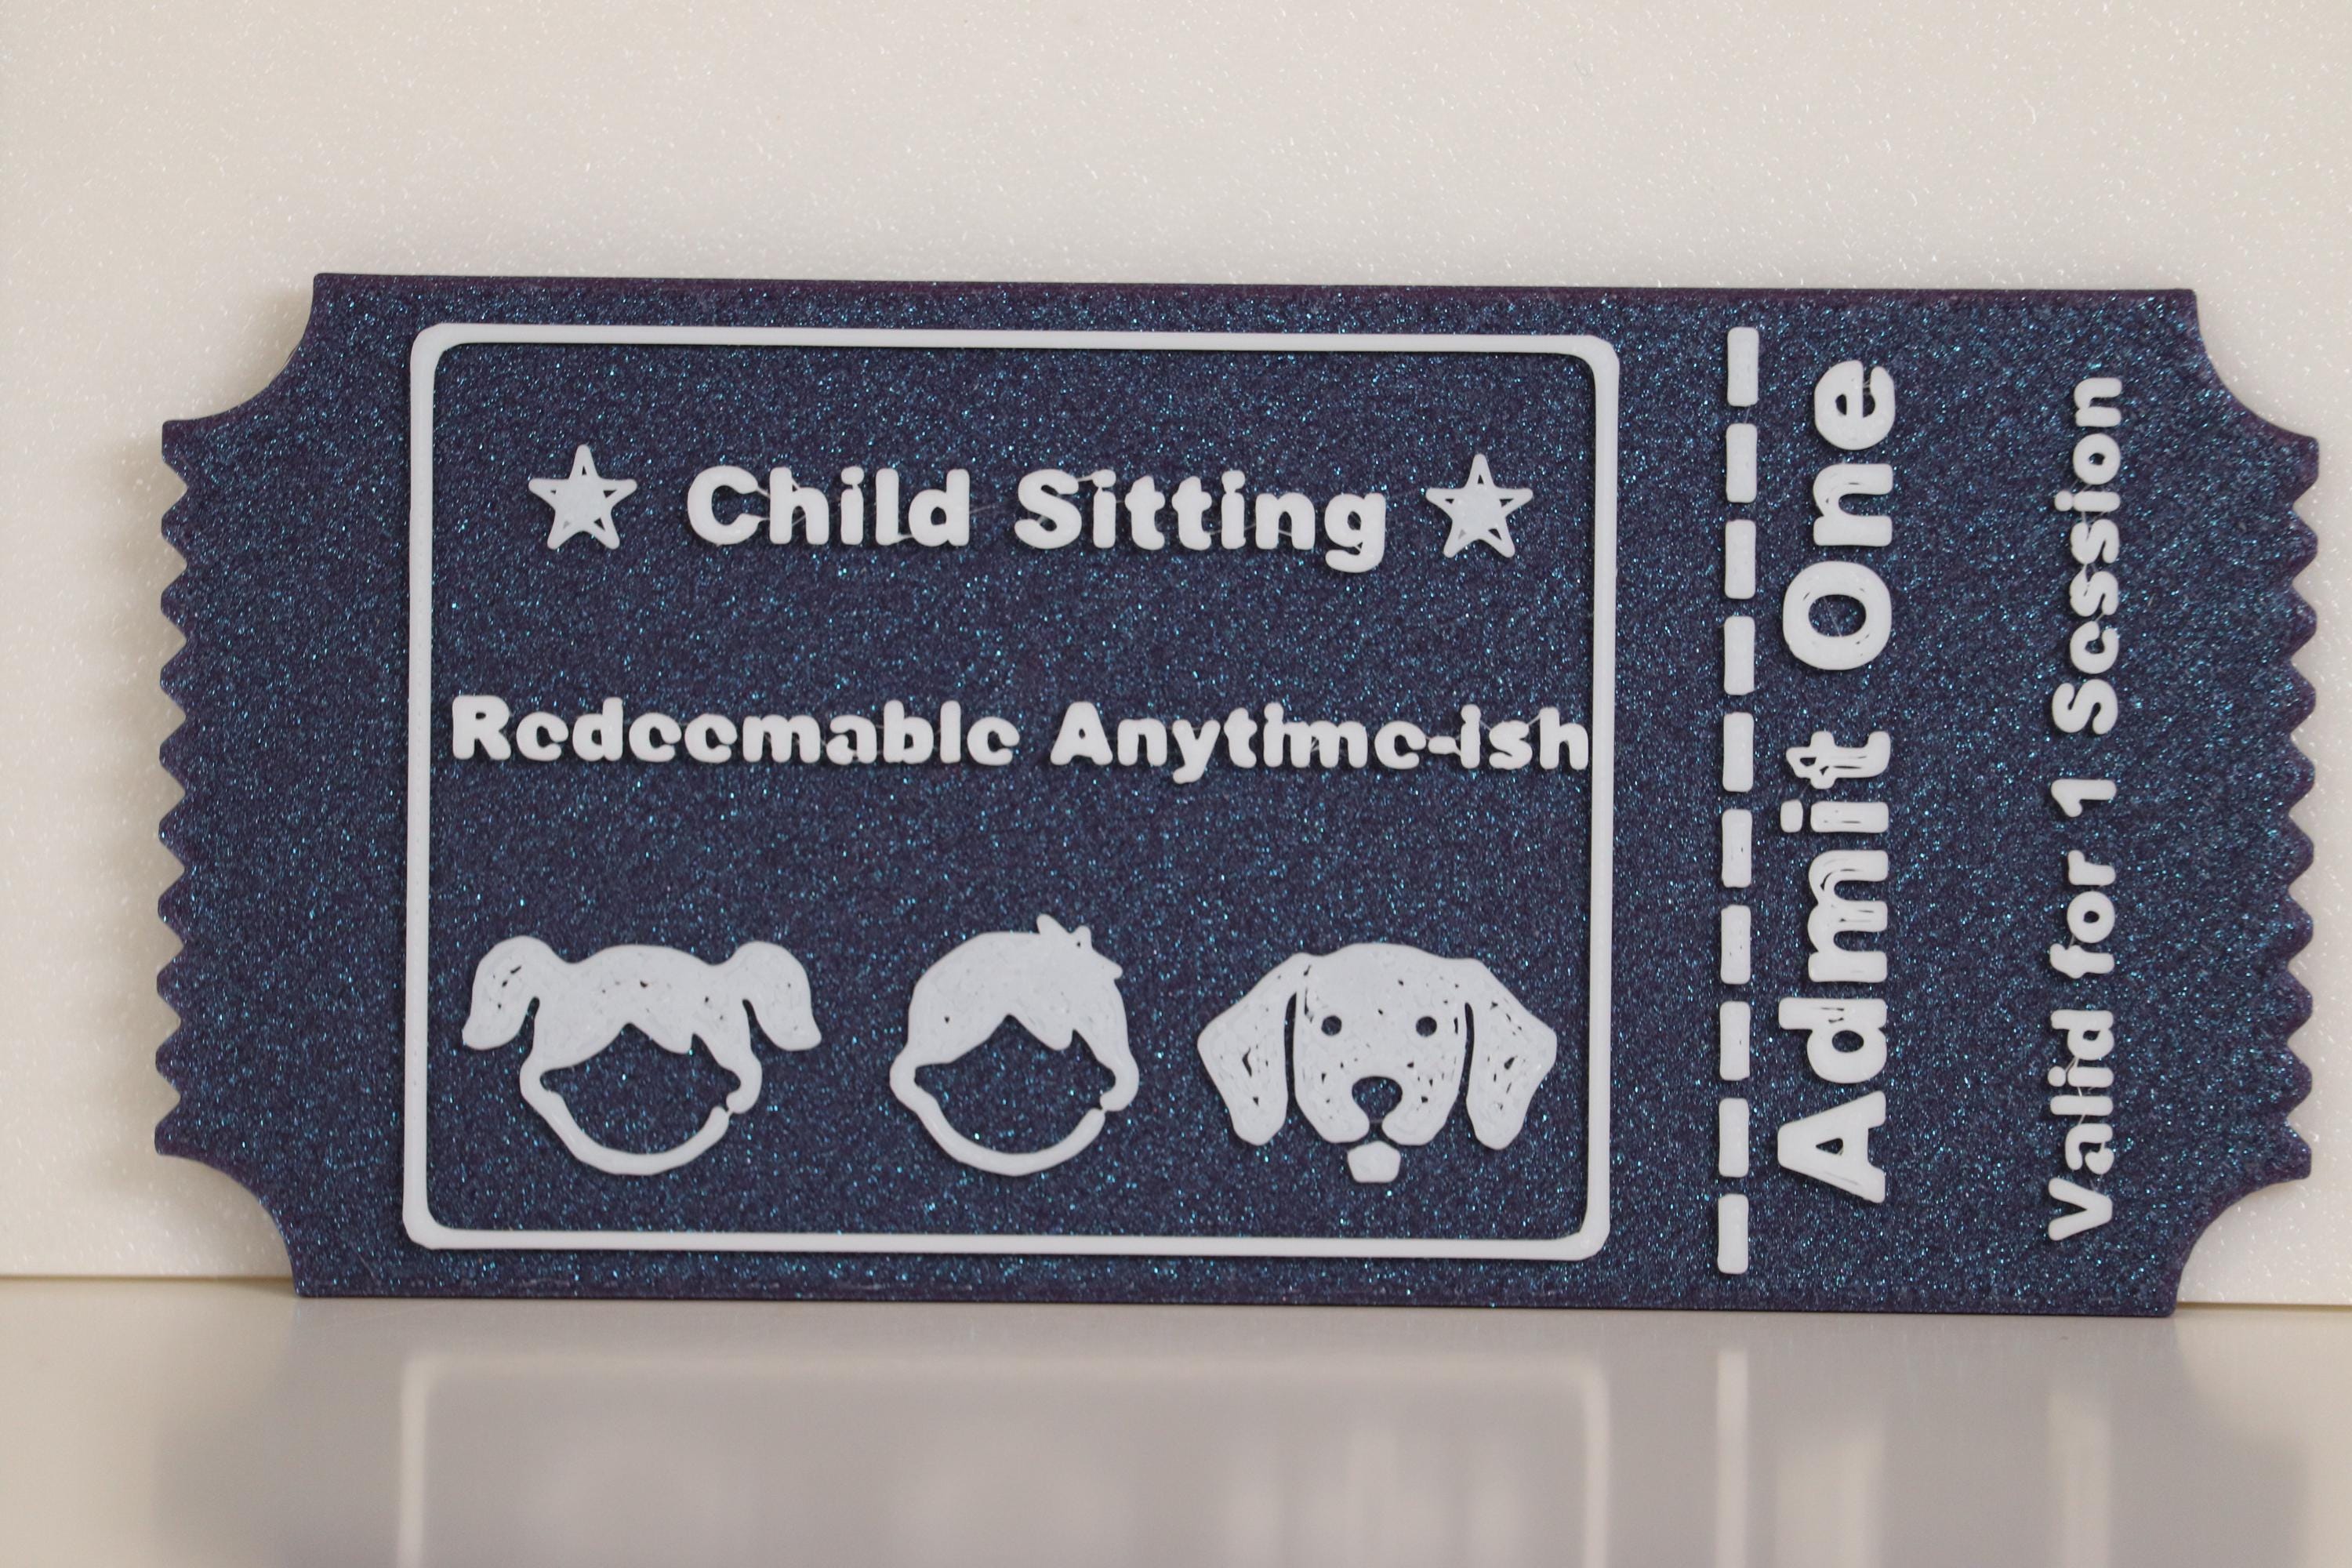 Child Sitting
Redeemable Anytime-ish
Admit One
Valid for 1 Session